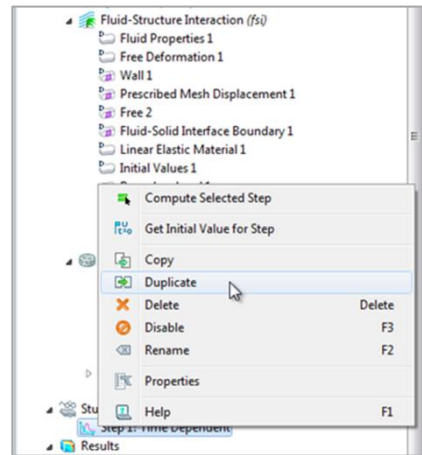 Fluid-Structure Interaction (fsi)
Fluid Properties 1
Free Deformation 1
Wall 1
Prescribed Mesh Displacement 1
Free 2
Fluid-Solid Interface Boundary 1
Linear Elastic Material 1
Initial Values 1
Compute Selected Step
Get Initial Value for Step
Copy
Duplicate
Delete Delete
Disable F3
Rename F2
Properties
Help F1
Stu
Step 1: Time Dependent
Results